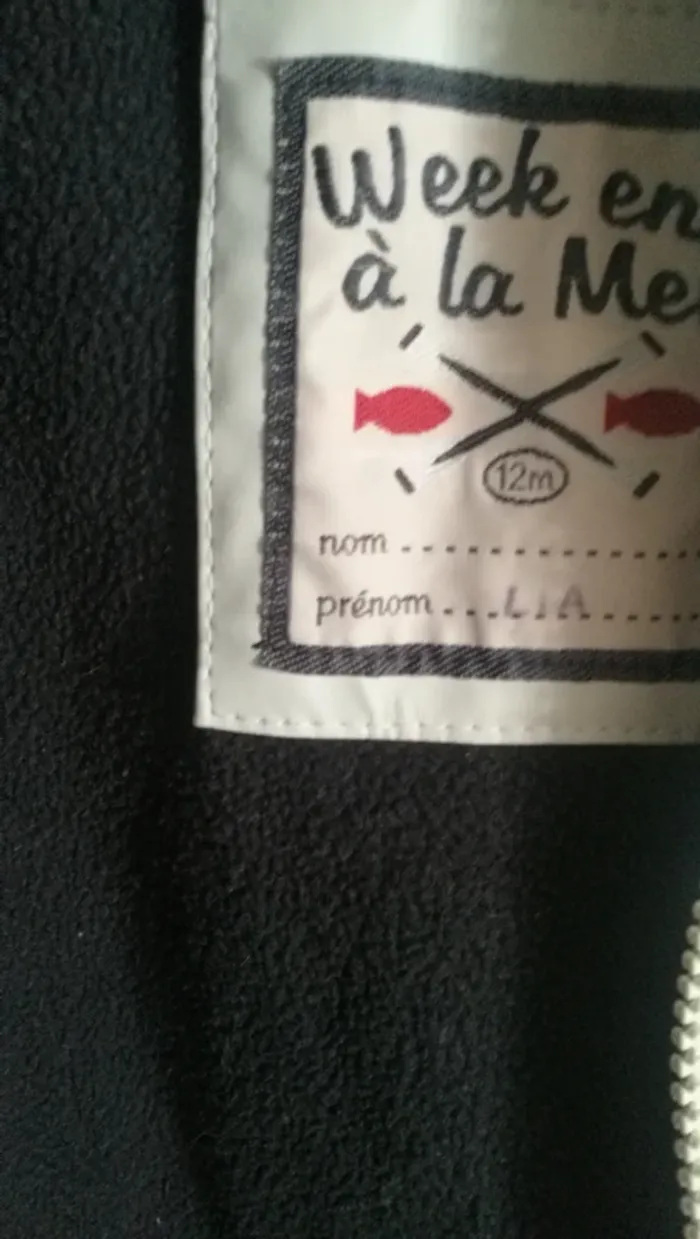 Week en
à la Me
12m
nom
prénom LIA